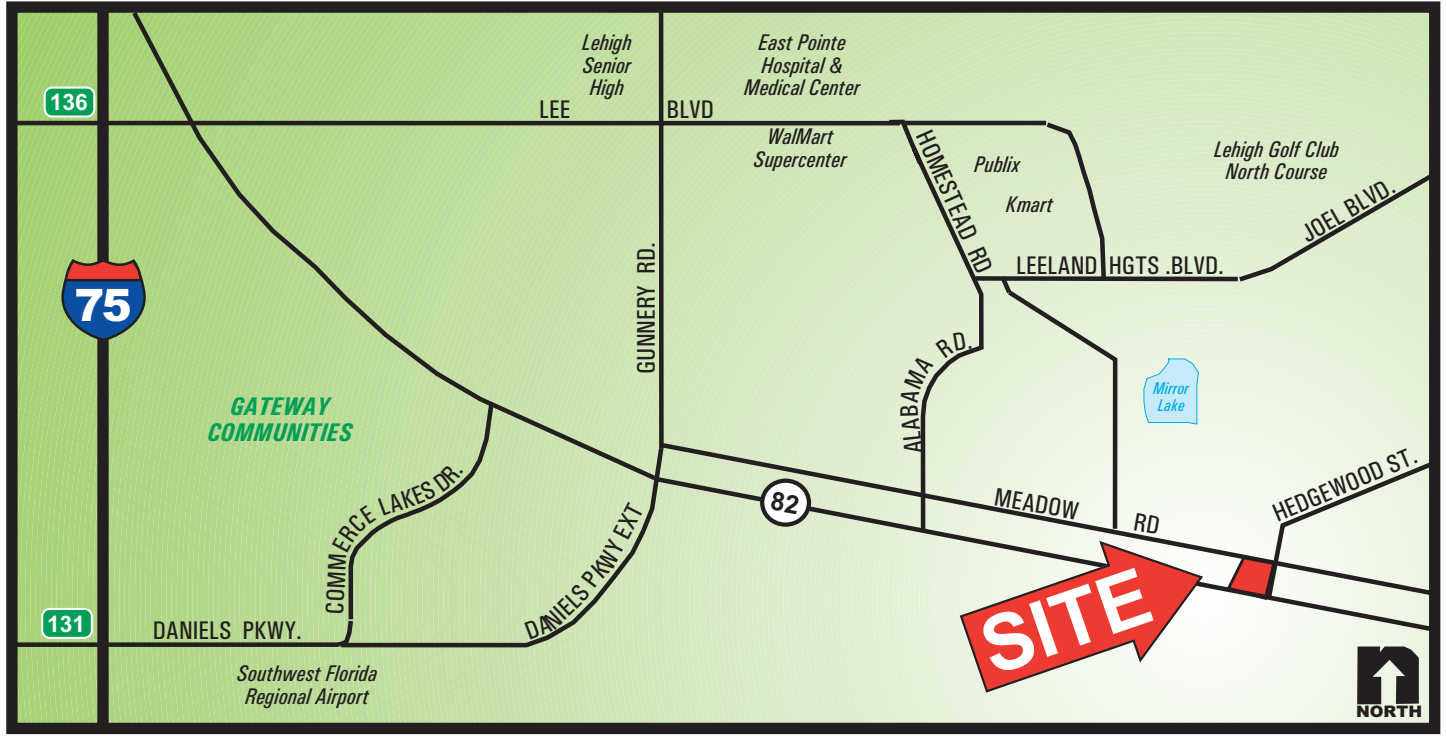 Lehigh
Senior
High
East Pointe
Hospital &
Medical Center
136
LEE BLVD
WalMart
Supercenter
HOMESTEAD RD
Publix
Kmart
Lehigh Golf Club
North Course
JOEL BLVD.
75
GUNNERY RD.
LEELAND HGTS .BLVD.
ALABAMA RD.
Mirror
Lake
GATEWAY
COMMUNITIES
COMMERCE LAKES DR.
82
MEADOW RD
HEDGEWOOD ST.
DANIELS PKWY EXT
SITE
131
DANIELS PKWY.
Southwest Florida
Regional Airport
n
NORTH